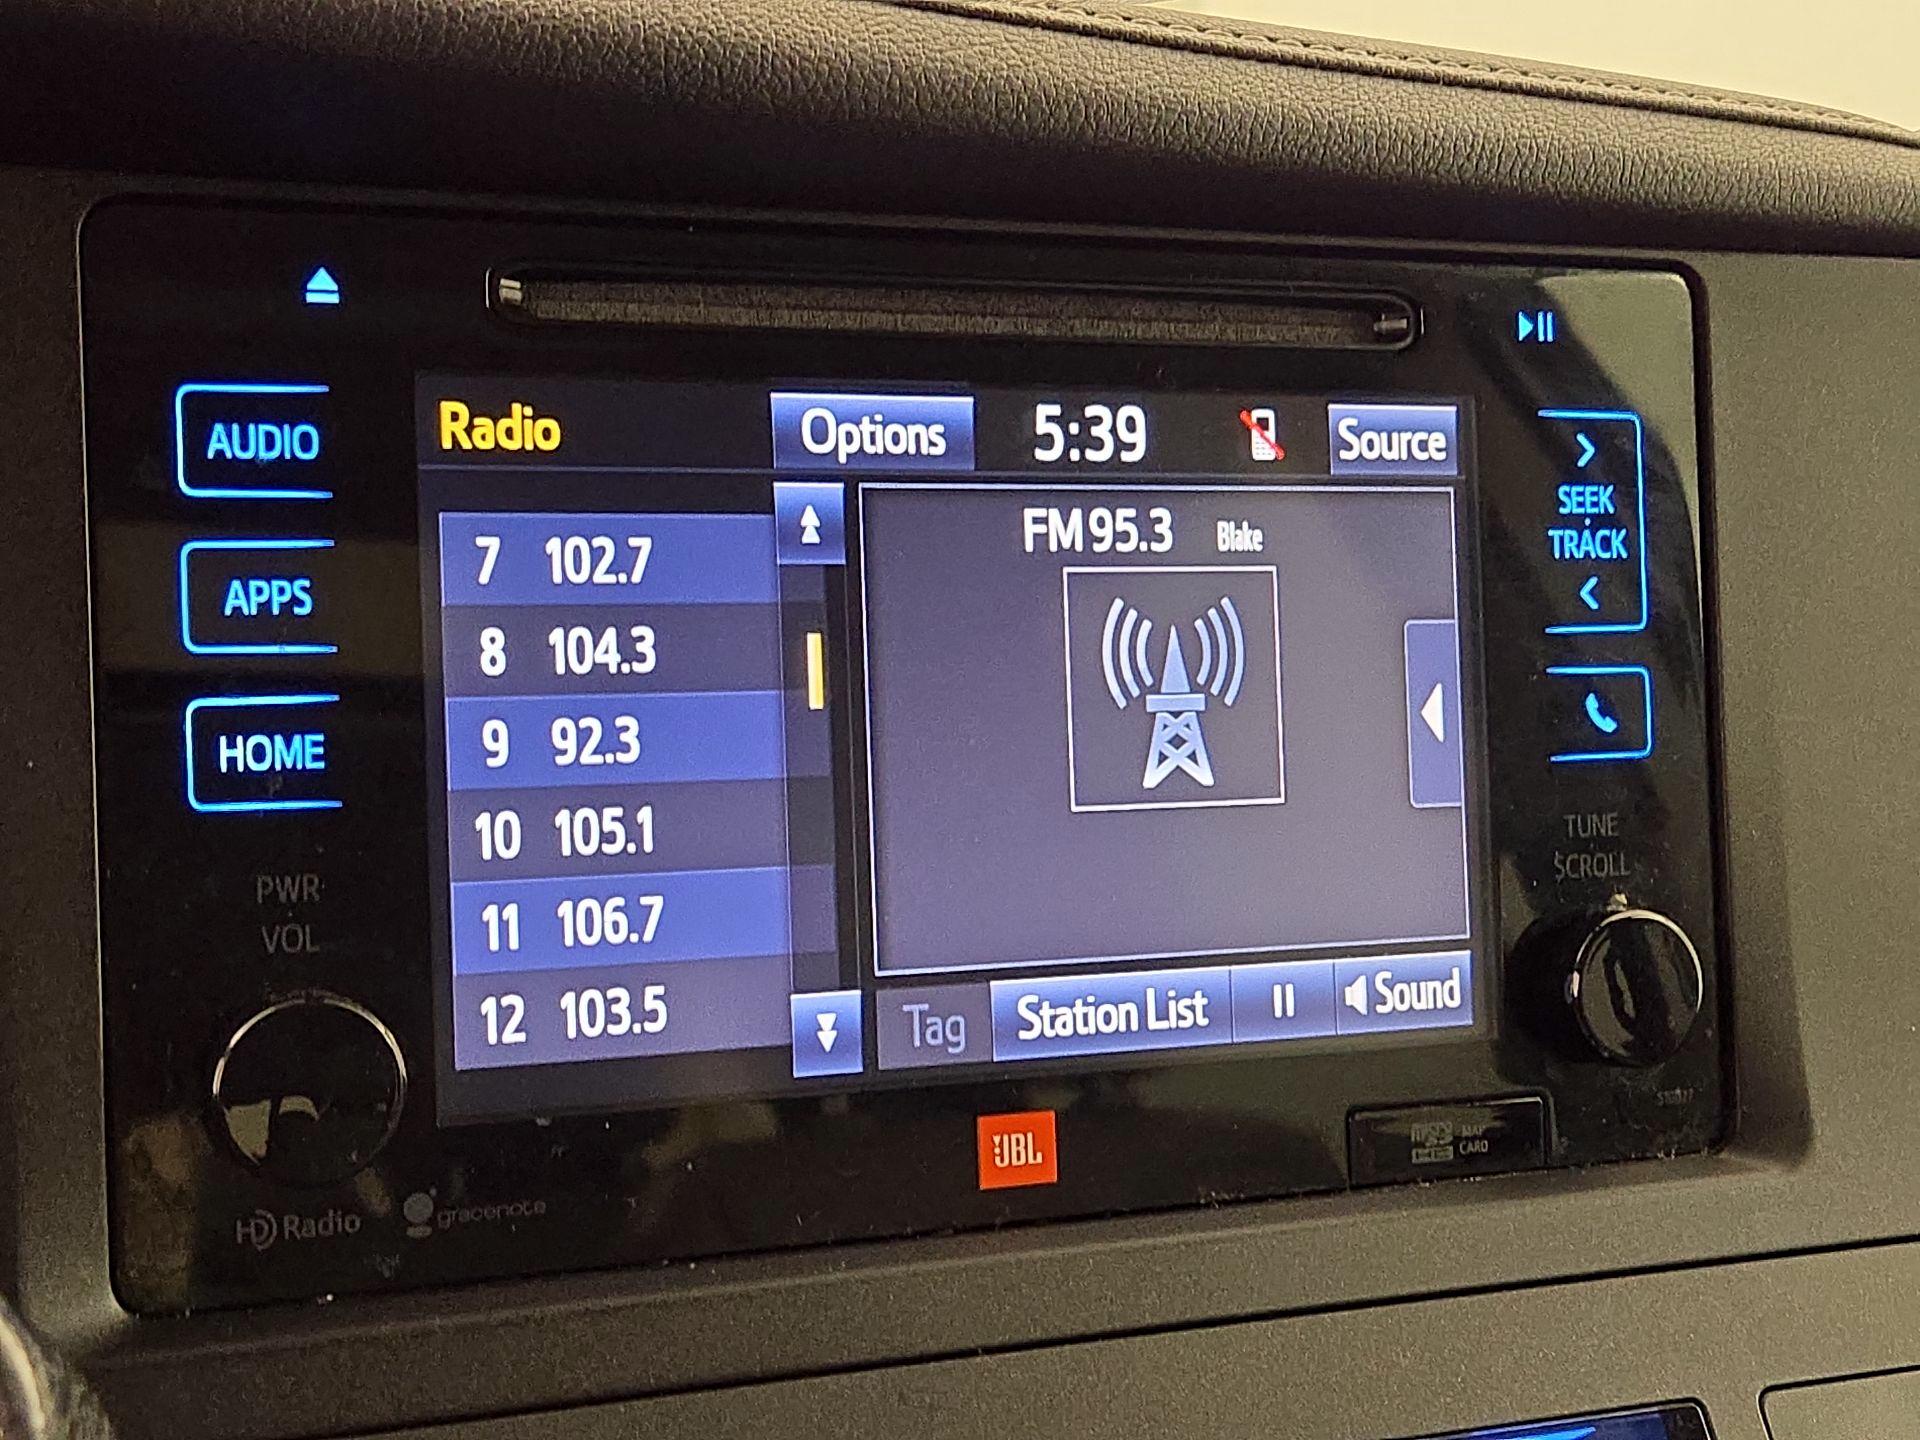 AUDIO
APPS
HOME
PWR
VOL
HD Radio
gracenote
Radio
Options
5:39
Source
7 102.7
8 104.3
9 92.3
10 105.1
11 106.7
12 103.5
FM 95.3 Blake
Tag
Station List
Sound
JBL
SEEK
TRACK
TUNE
SCROLL
micro
MAP
CARD